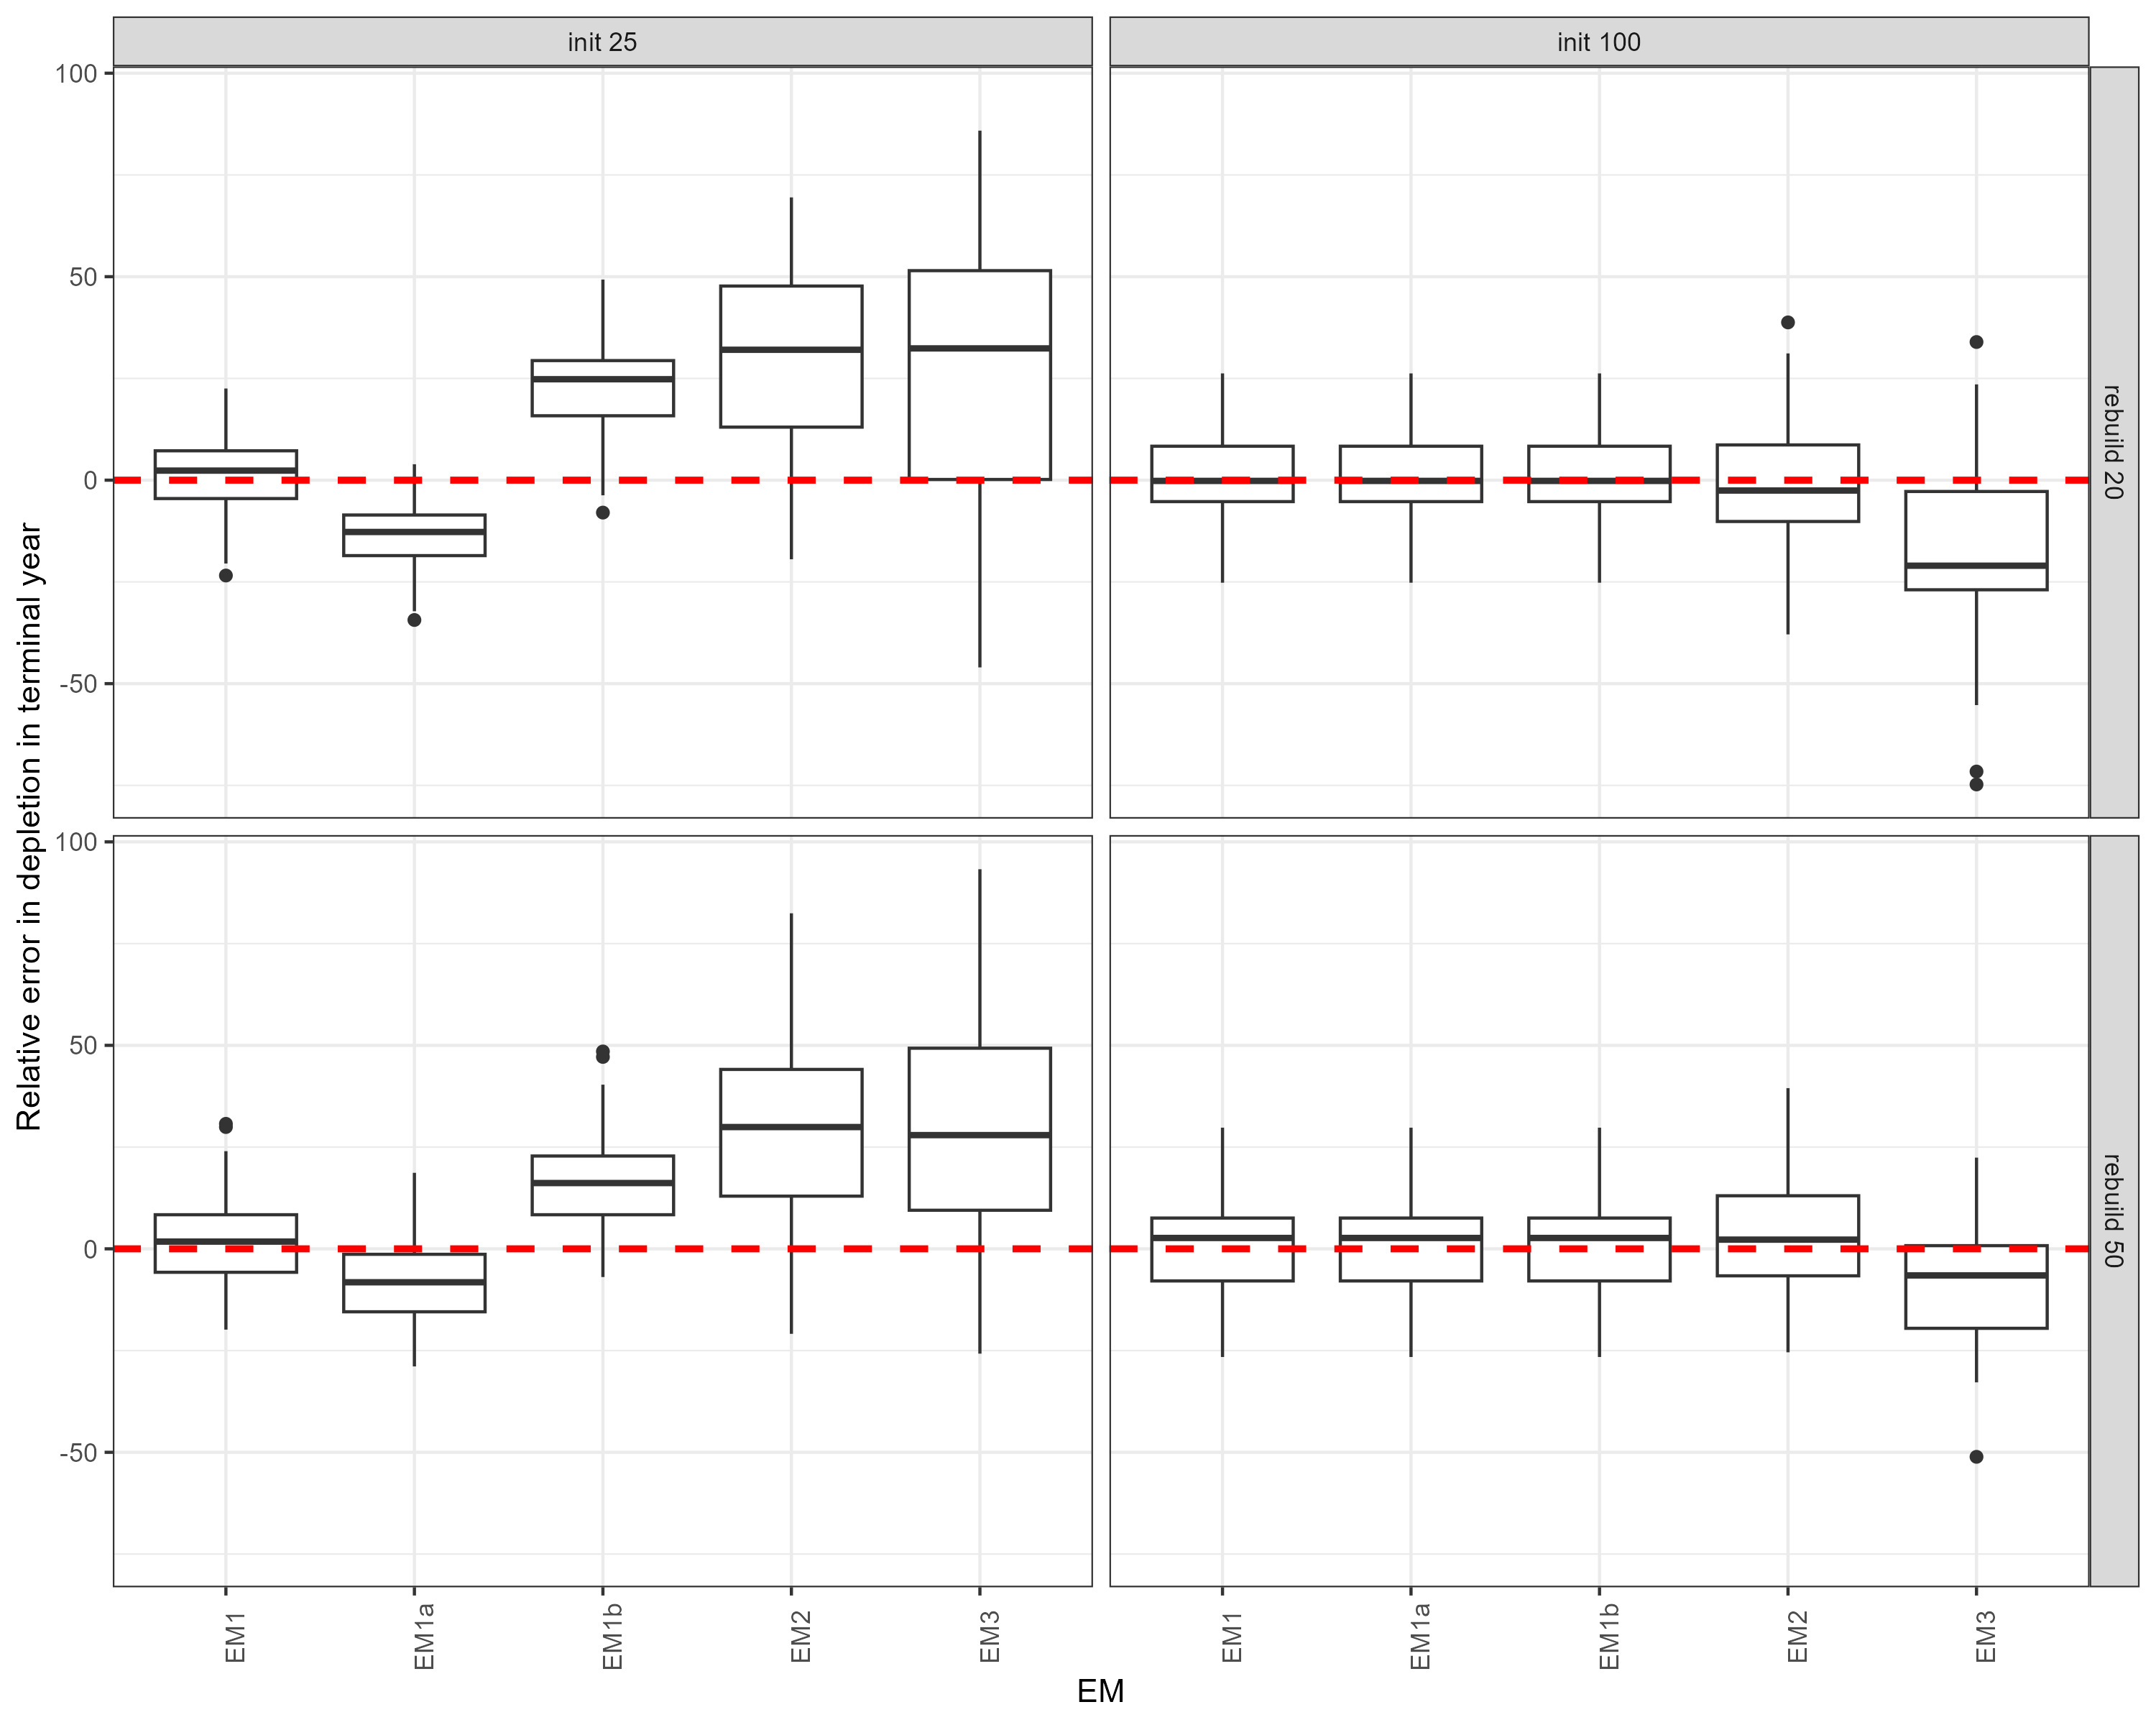 init 25
init 100
100
50
0
-50
rebuild 20
100
50
0
-50
rebuild 50
Relative error in depletion in terminal year
EM1
EM1a
EM1b
EM2
EM3
EM1
EM1a
EM1b
EM2
EM3
EM